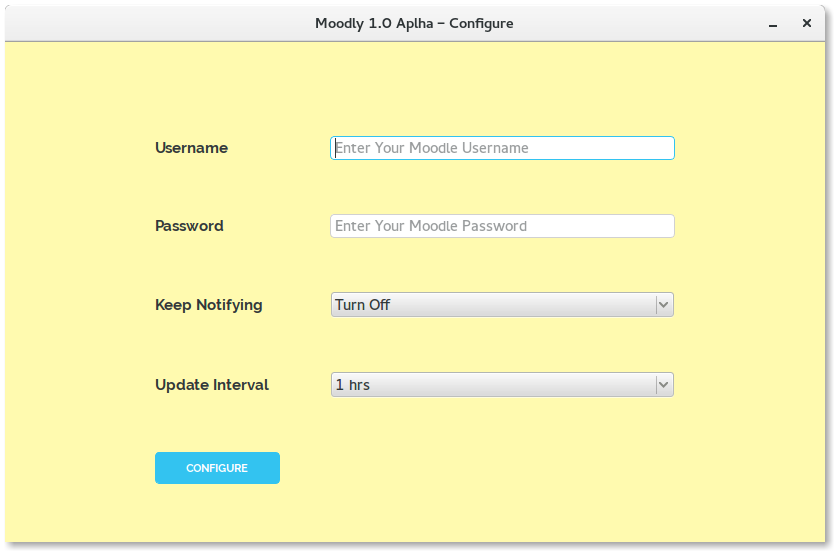 Moodly 1.0 Aplha – Configure
Username
Enter Your Moodle Username
Password
Enter Your Moodle Password
Keep Notifying
Turn Off
Update Interval
1 hrs
CONFIGURE